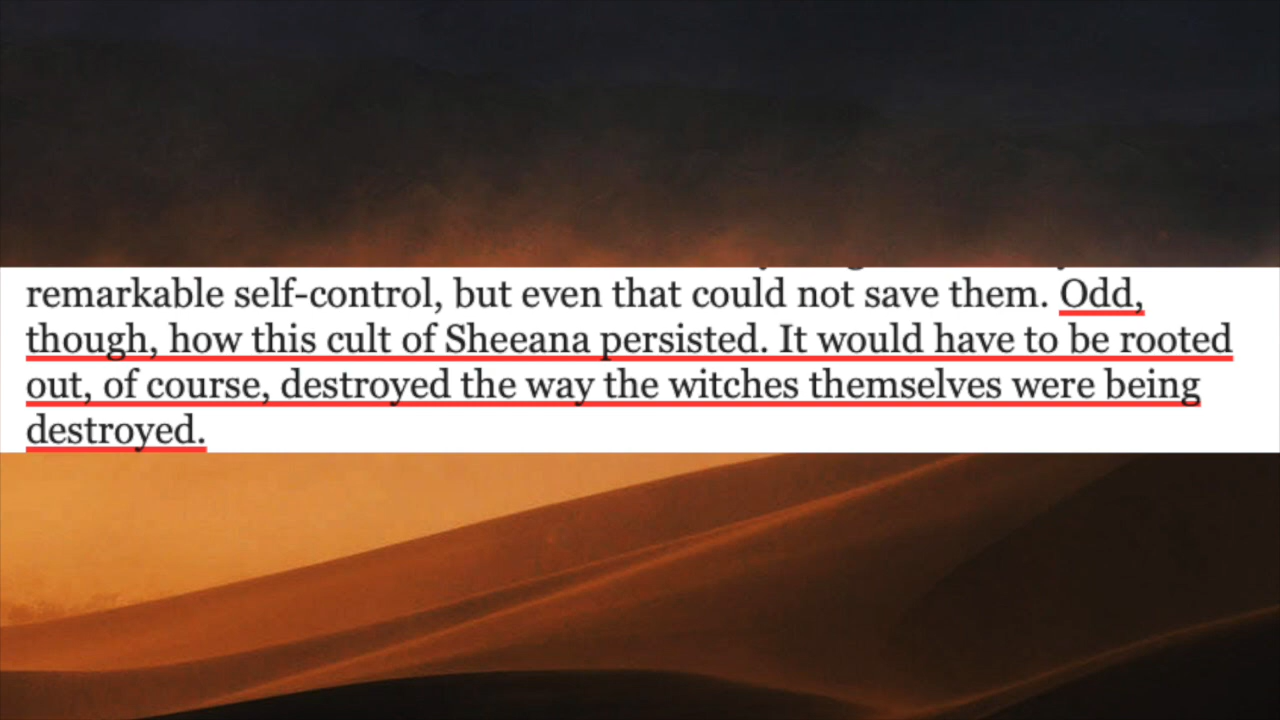 remarkable self-control, but even that could not save them. Odd,
though, how this cult of Sheeana persisted. It would have to be rooted
out, of course, destroyed the way the witches themselves were being
destroyed.